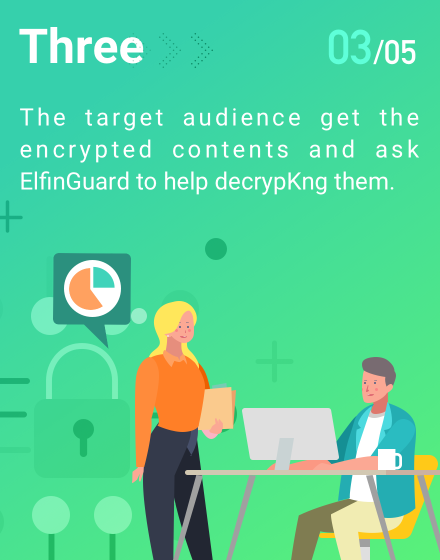 Three 03/05
The target audience get the
encrypted contents and ask
ElfinGuard to help decrypKng them.